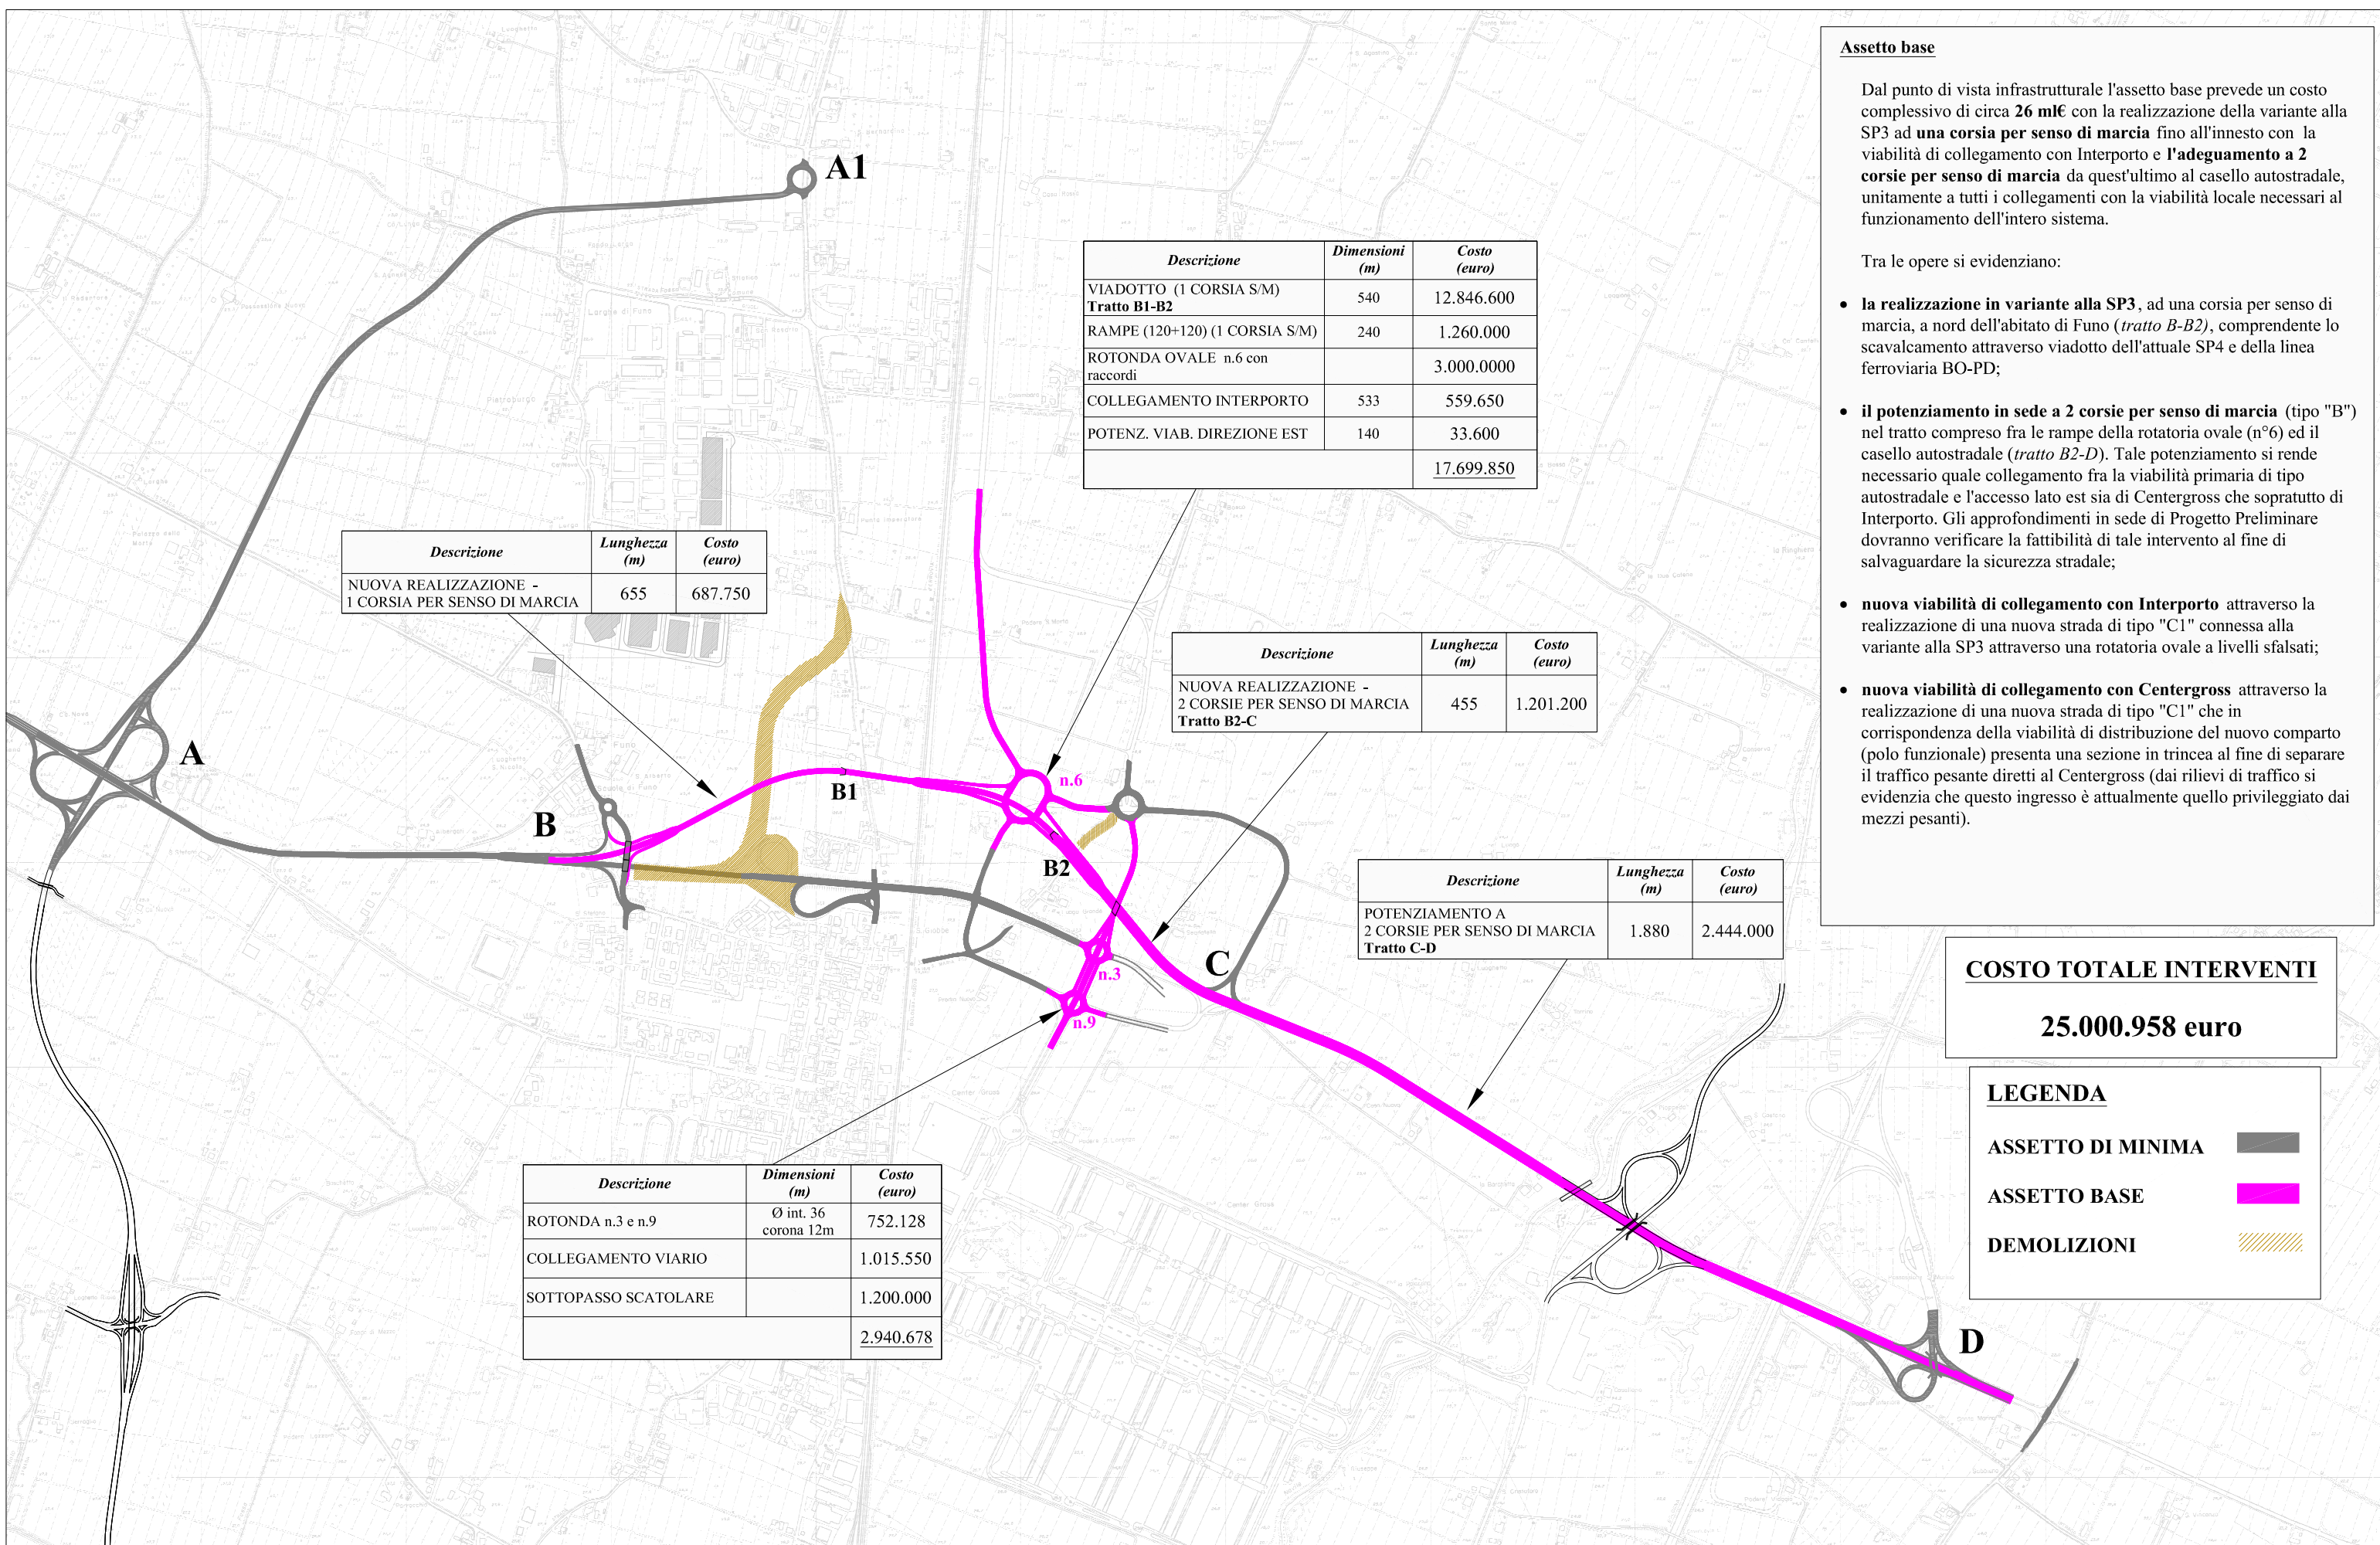 A1
A
B
B1
B2
C
D
n.6
n.3
n.9
Descrizione
Lunghezza
(m)
Costo
(euro)
NUOVA REALIZZAZIONE -
1 CORSIA PER SENSO DI MARCIA
655
687.750
Descrizione
Dimensioni
(m)
Costo
(euro)
VIADOTTO (1 CORSIA S/M)
Tratto B1-B2
540
12.846.600
RAMPE (120+120) (1 CORSIA S/M)
240
1.260.000
ROTONDA OVALE n.6 con
raccordi
3.000.0000
COLLEGAMENTO INTERPORTO
533
559.650
POTENZ. VIAB. DIREZIONE EST
140
33.600
17.699.850
Descrizione
Lunghezza
(m)
Costo
(euro)
NUOVA REALIZZAZIONE -
2 CORSIE PER SENSO DI MARCIA
Tratto B2-C
455
1.201.200
Descrizione
Lunghezza
(m)
Costo
(euro)
POTENZIAMENTO A
2 CORSIE PER SENSO DI MARCIA
Tratto C-D
1.880
2.444.000
Descrizione
Dimensioni
(m)
Costo
(euro)
ROTONDA n.3 e n.9
Ø int. 36
corona 12m
752.128
COLLEGAMENTO VIARIO
1.015.550
SOTTOPASSO SCATOLARE
1.200.000
2.940.678
Assetto base
Dal punto di vista infrastrutturale l'assetto base prevede un costo
complessivo di circa 26 ml€ con la realizzazione della variante alla
SP3 ad una corsia per senso di marcia fino all'innesto con la
viabilità di collegamento con Interporto e l'adeguamento a 2
corsie per senso di marcia da quest'ultimo al casello autostradale,
unitamente a tutti i collegamenti con la viabilità locale necessari al
funzionamento dell'intero sistema.
Tra le opere si evidenziano:
• la realizzazione in variante alla SP3, ad una corsia per senso di
marcia, a nord dell'abitato di Funo (tratto B-B2), comprendente lo
scavalcamento attraverso viadotto dell'attuale SP4 e della linea
ferroviaria BO-PD;
• il potenziamento in sede a 2 corsie per senso di marcia (tipo "B")
nel tratto compreso fra le rampe della rotatoria ovale (n°6) ed il
casello autostradale (tratto B2-D). Tale potenziamento si rende
necessario quale collegamento fra la viabilità primaria di tipo
autostradale e l'accesso lato est sia di Centergross che sopratutto di
Interporto. Gli approfondimenti in sede di Progetto Preliminare
dovranno verificare la fattibilità di tale intervento al fine di
salvaguardare la sicurezza stradale;
• nuova viabilità di collegamento con Interporto attraverso la
realizzazione di una nuova strada di tipo "C1" connessa alla
variante alla SP3 attraverso una rotatoria ovale a livelli sfalsati;
• nuova viabilità di collegamento con Centergross attraverso la
realizzazione di una nuova strada di tipo "C1" che in
corrispondenza della viabilità di distribuzione del nuovo comparto
(polo funzionale) presenta una sezione in trincea al fine di separare
il traffico pesante diretti al Centergross (dai rilievi di traffico si
evidenzia che questo ingresso è attualmente quello privileggiato dai
mezzi pesanti).
COSTO TOTALE INTERVENTI
25.000.958 euro
LEGENDA
ASSETTO DI MINIMA
ASSETTO BASE
DEMOLIZIONI